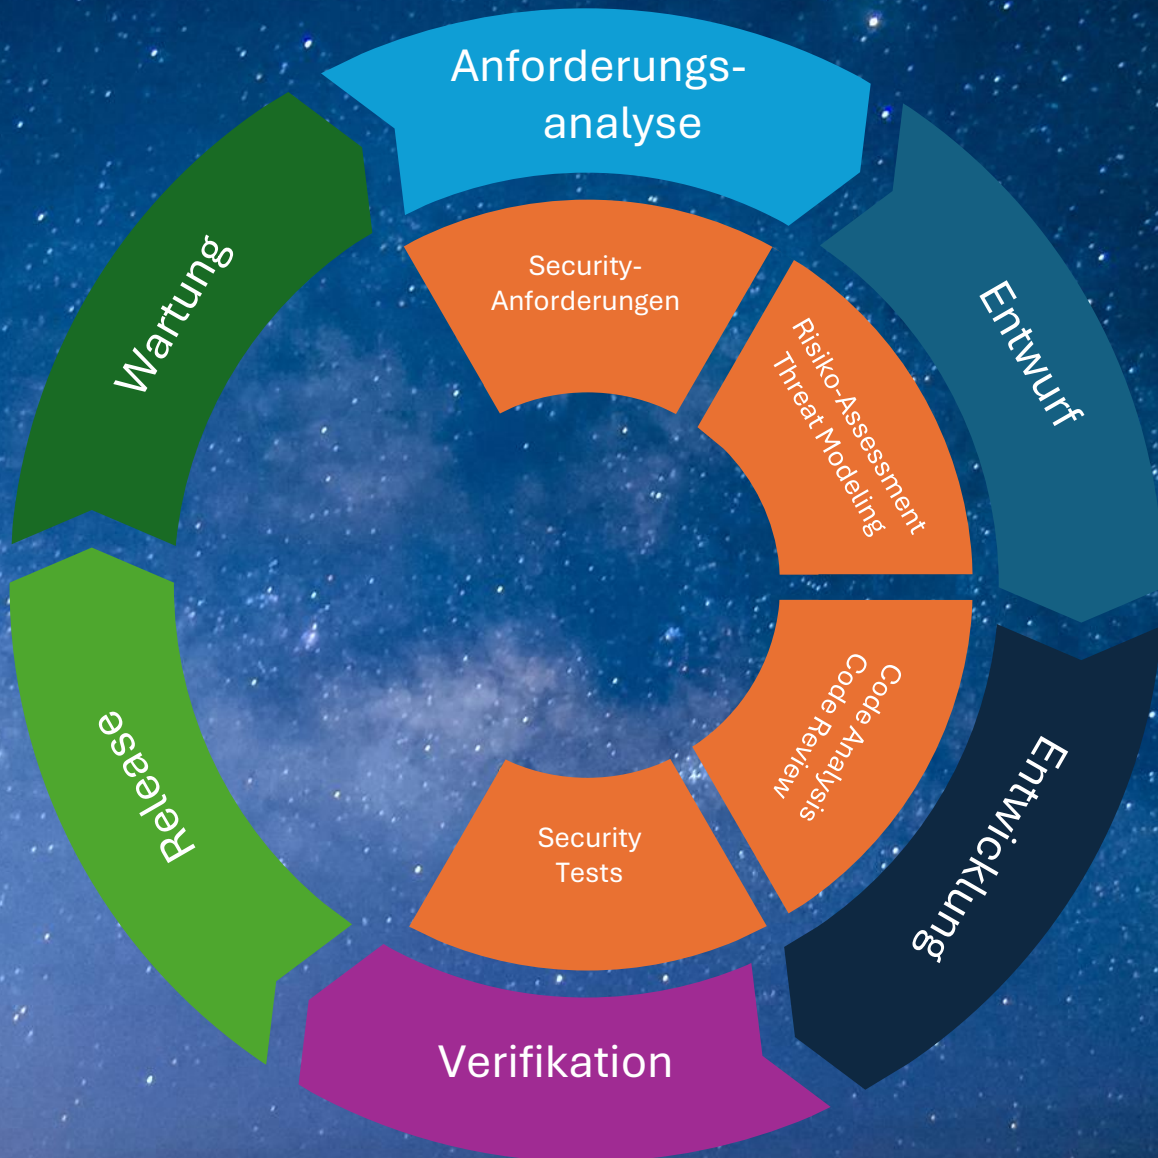 Anforderungs-
analyse
Entwurf
Entwicklung
Verifikation
Release
Wartung
Security-
Anforderungen
Risiko-Assessment
Threat Modeling
Code Analysis
Code Review
Security
Tests